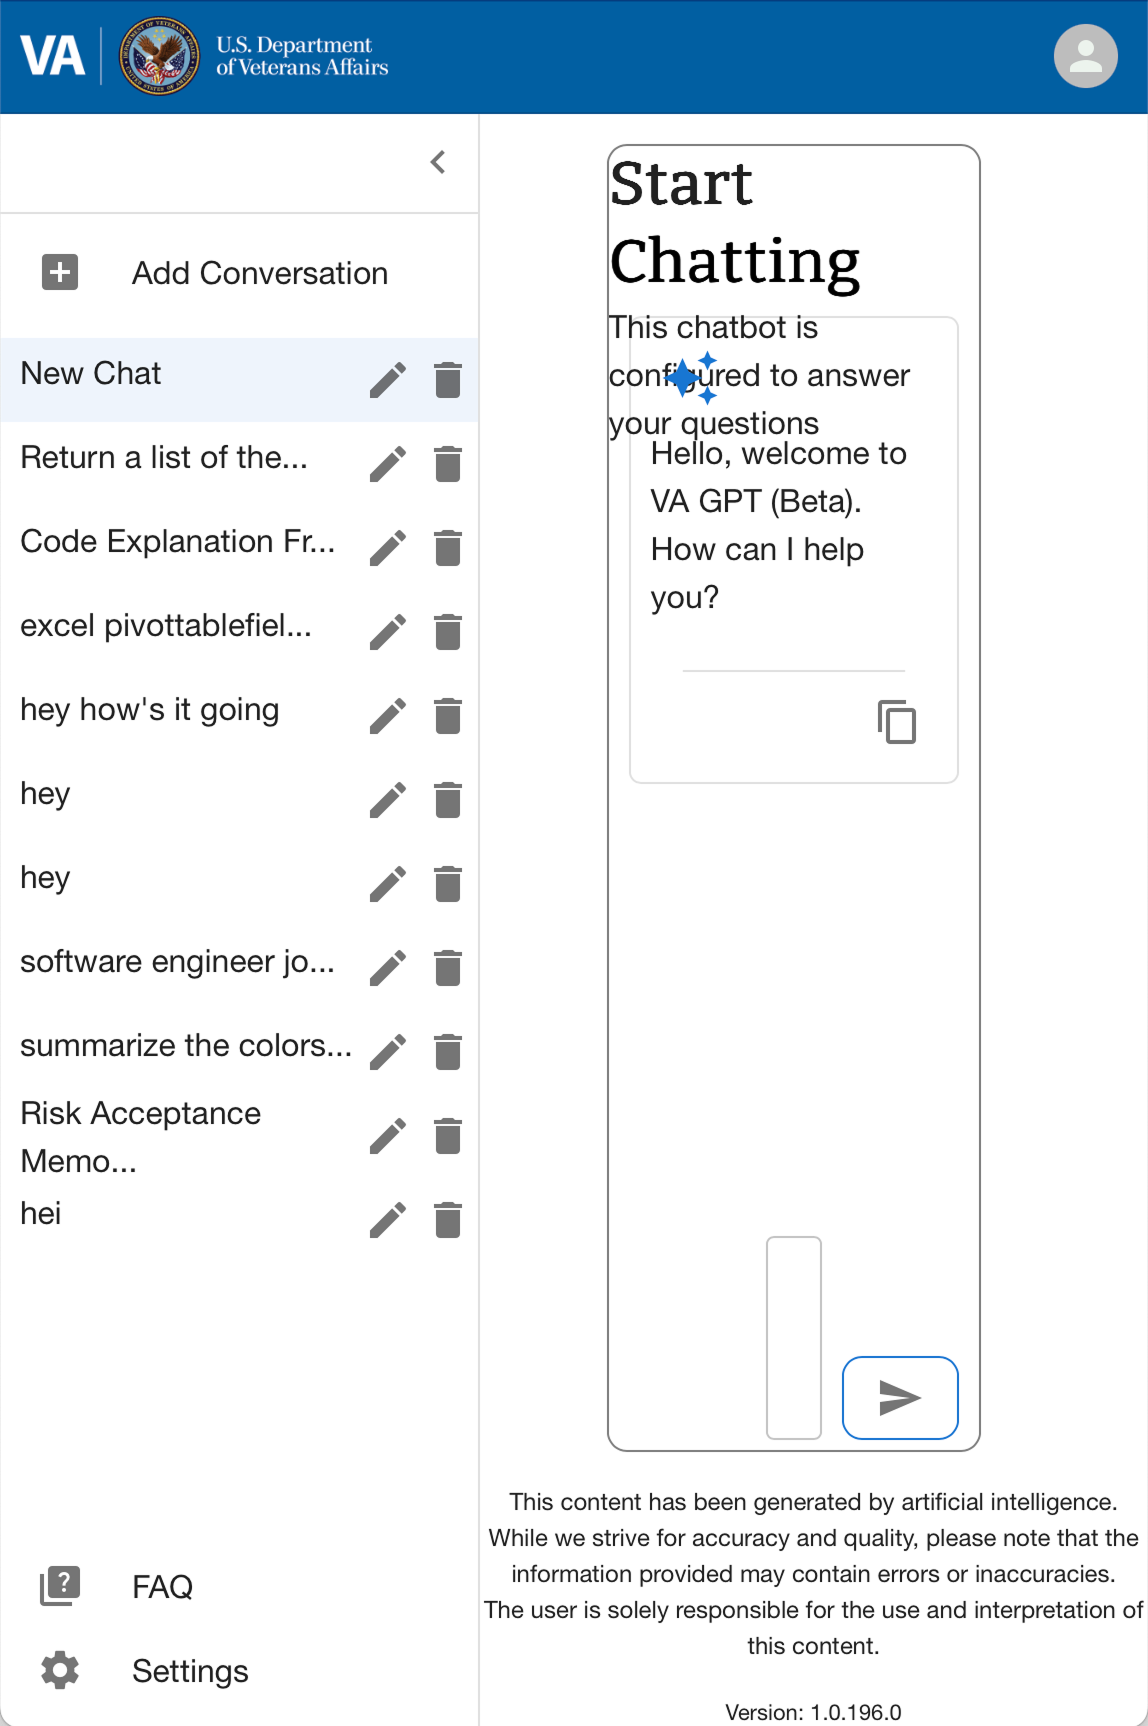 VA
U.S. Department
of Veterans Affairs
Add Conversation
New Chat
Return a list of the...
Code Explanation Fr...
excel pivottablefiel...
hey how's it going
hey
hey
software engineer jo...
summarize the colors...
Risk Acceptance
Memo...
hei
FAQ
Settings
Start
Chatting
This chatbot is
configured to answer
your questions
Hello, welcome to
VA GPT (Beta).
How can I help
you?
This content has been generated by artificial intelligence.
While we strive for accuracy and quality, please note that the
information provided may contain errors or inaccuracies.
The user is solely responsible for the use and interpretation of
this content.
Version: 1.0.196.0